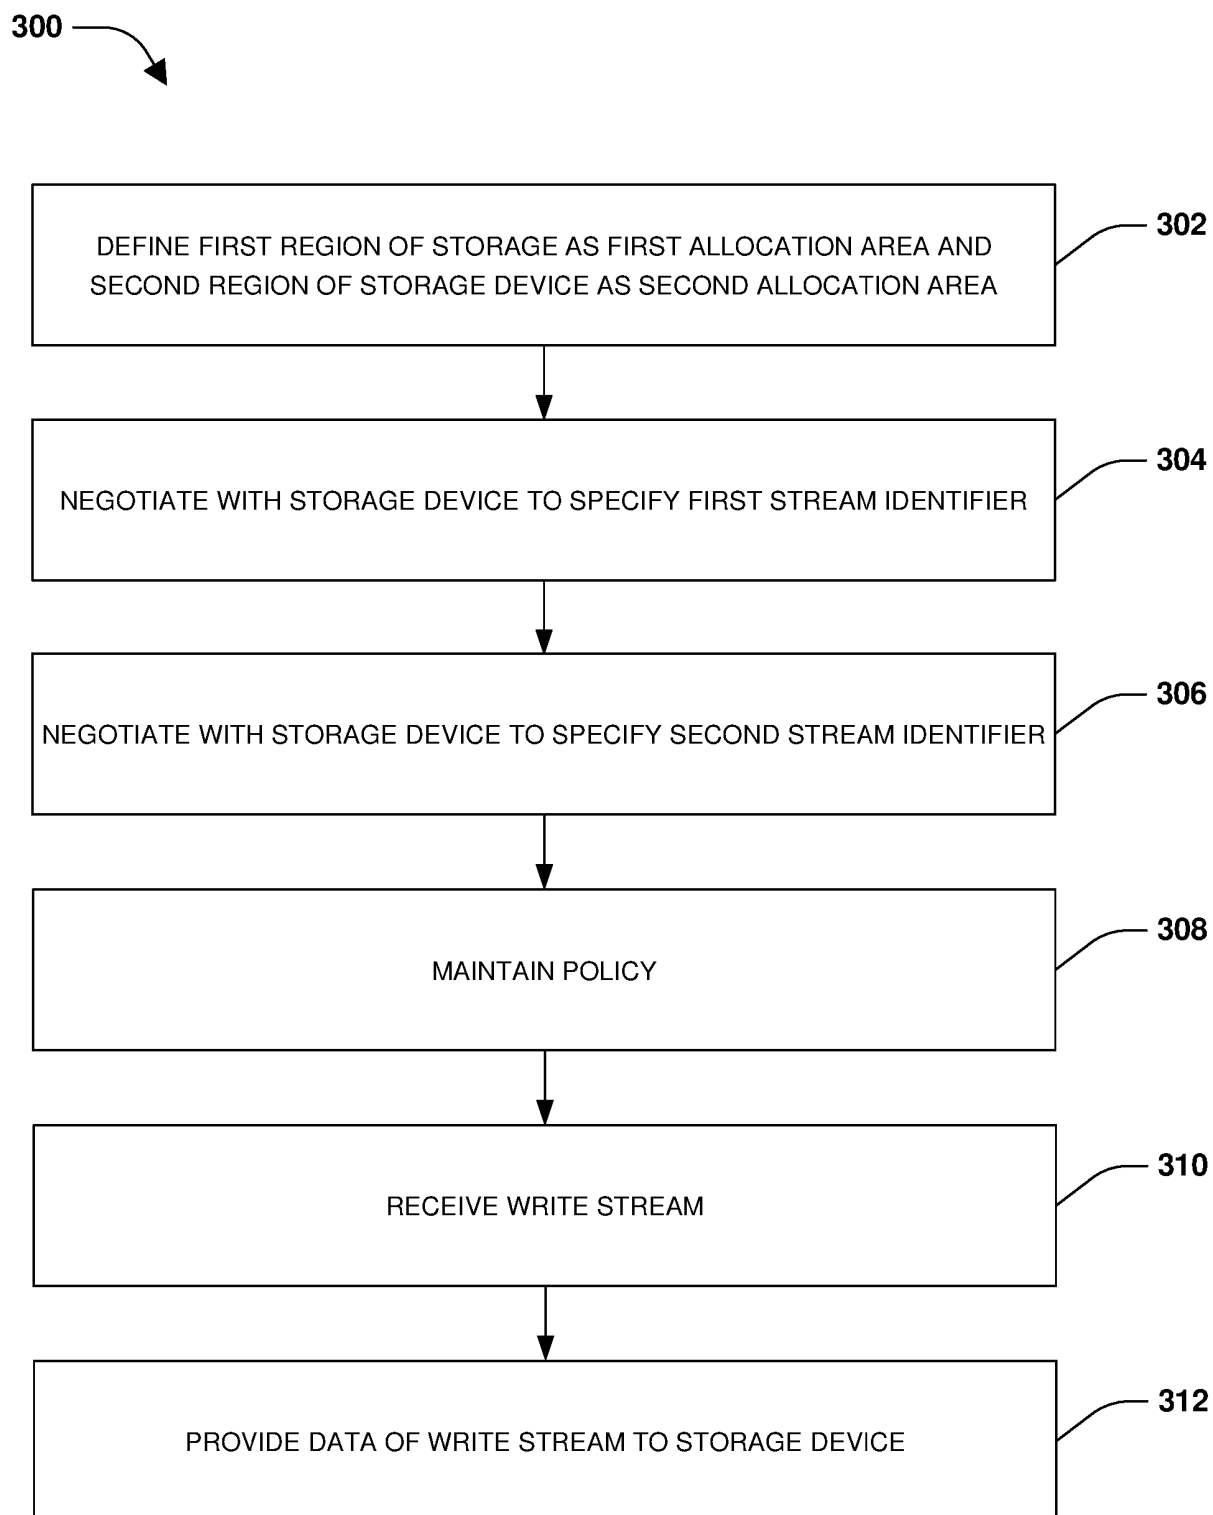 300
DEFINE FIRST REGION OF STORAGE AS FIRST ALLOCATION AREA AND
SECOND REGION OF STORAGE DEVICE AS SECOND ALLOCATION AREA
302
NEGOTIATE WITH STORAGE DEVICE TO SPECIFY FIRST STREAM IDENTIFIER
304
NEGOTIATE WITH STORAGE DEVICE TO SPECIFY SECOND STREAM IDENTIFIER
306
MAINTAIN POLICY
308
RECEIVE WRITE STREAM
310
PROVIDE DATA OF WRITE STREAM TO STORAGE DEVICE
312